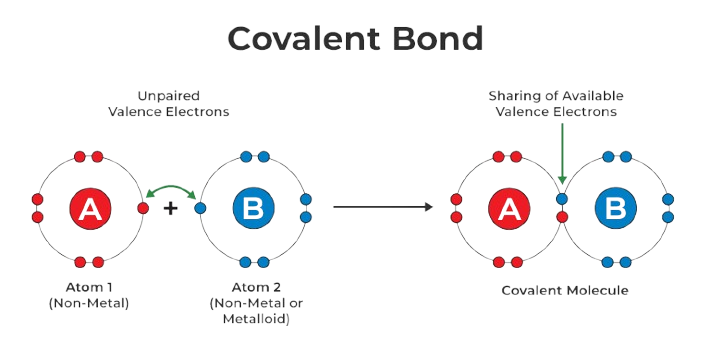 Covalent Bond
Unpaired
Valence Electrons
Sharing of Available
Valence Electrons
A
+
B
A
B
Atom 1
(Non-Metal)
Atom 2
(Non-Metal or
Metalloid)
Covalent Molecule